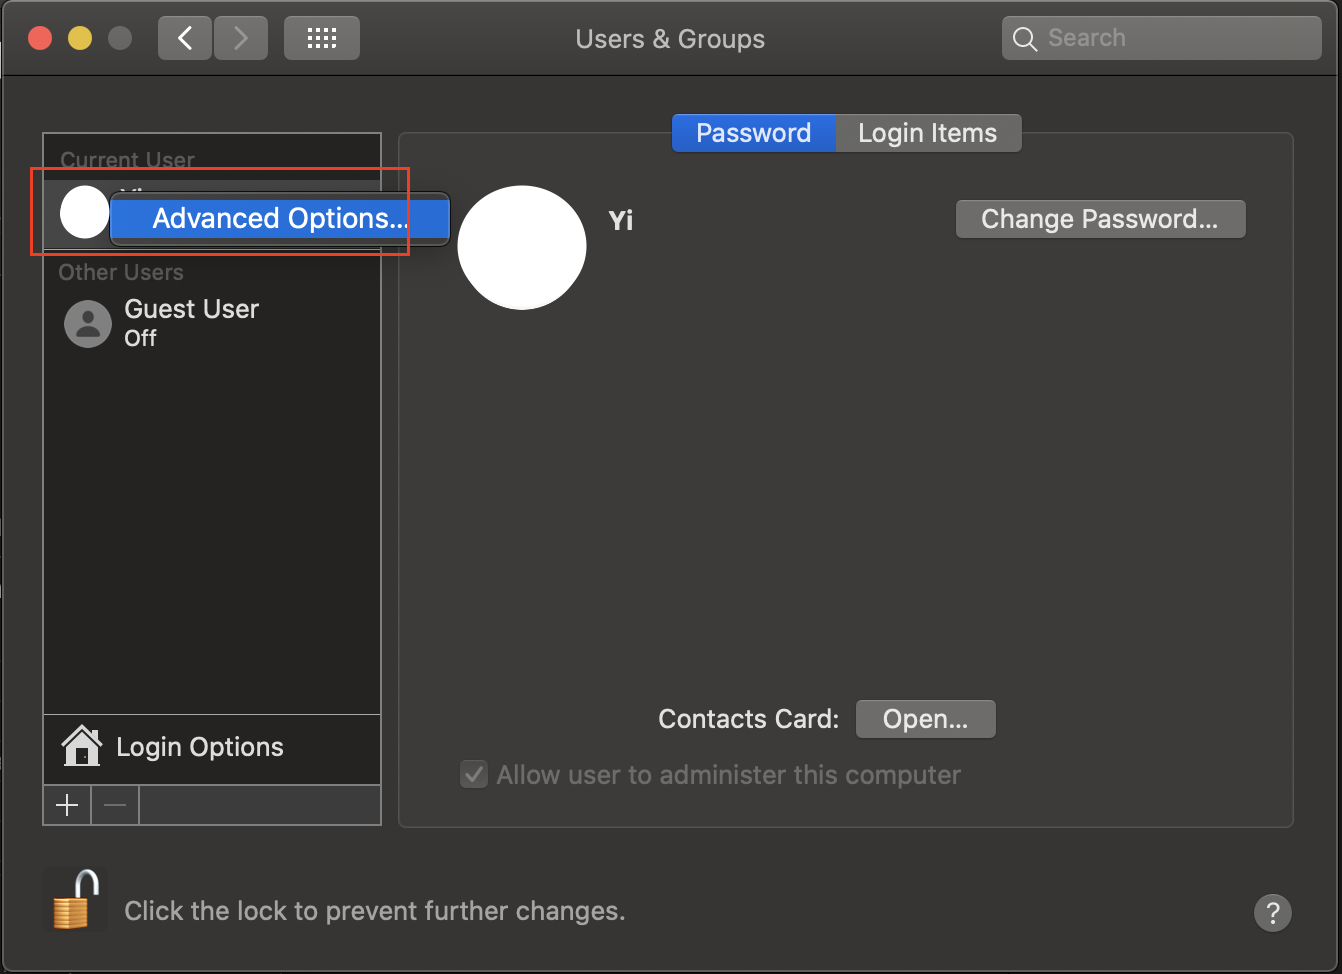 Users & Groups
Search
Password
Login Items
Current User
Advanced Options...
Yi
Change Password...
Other Users
Guest User
Off
Contacts Card:
Open...
Allow user to administer this computer
Login Options
Click the lock to prevent further changes.
?